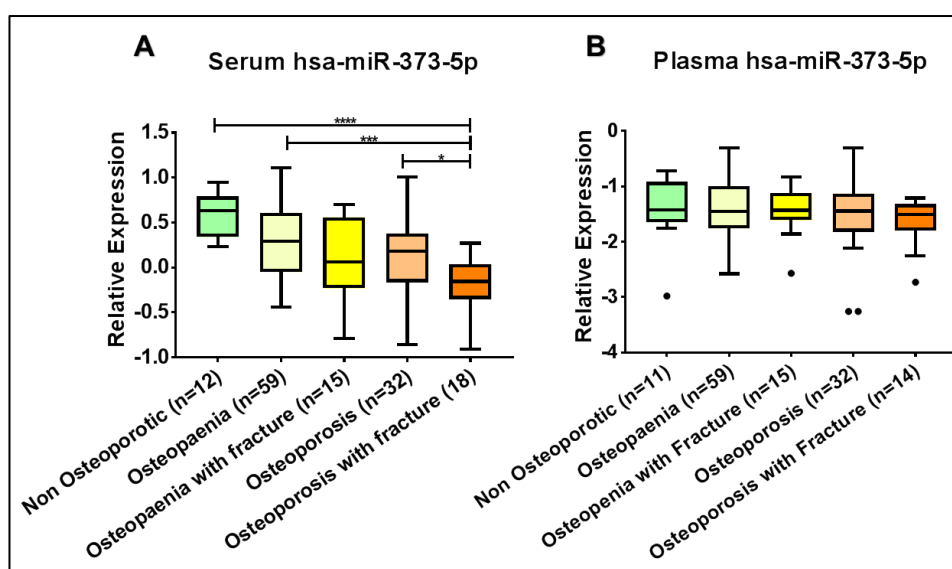 A
Serum hsa-miR-373-5p
Relative Expression
1.5
1.0
0.5
0.0
-0.5
-1.0
****
***
*
Non Osteoporotic (n=12)
Osteopaenia (n=59)
Osteopaenia with fracture (n=15)
Osteoporosis (n=32)
Osteoporosis with fracture (18)
B
Plasma hsa-miR-373-5p
Relative Expression
0
-1
-2
-3
-4
Non Osteoporotic (n=11)
Osteopaenia (n=59)
Osteopenia with Fracture (n=15)
Osteoporosis (n=32)
Osteoporosis with Fracture (n=14)